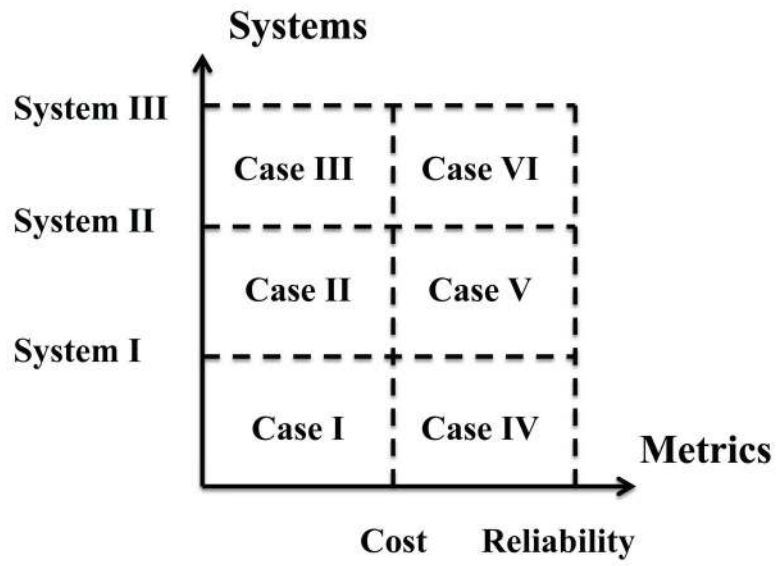 Systems
System III
Case III Case VI
System II
Case II Case V
System I
Case I Case IV
Metrics
Cost Reliability